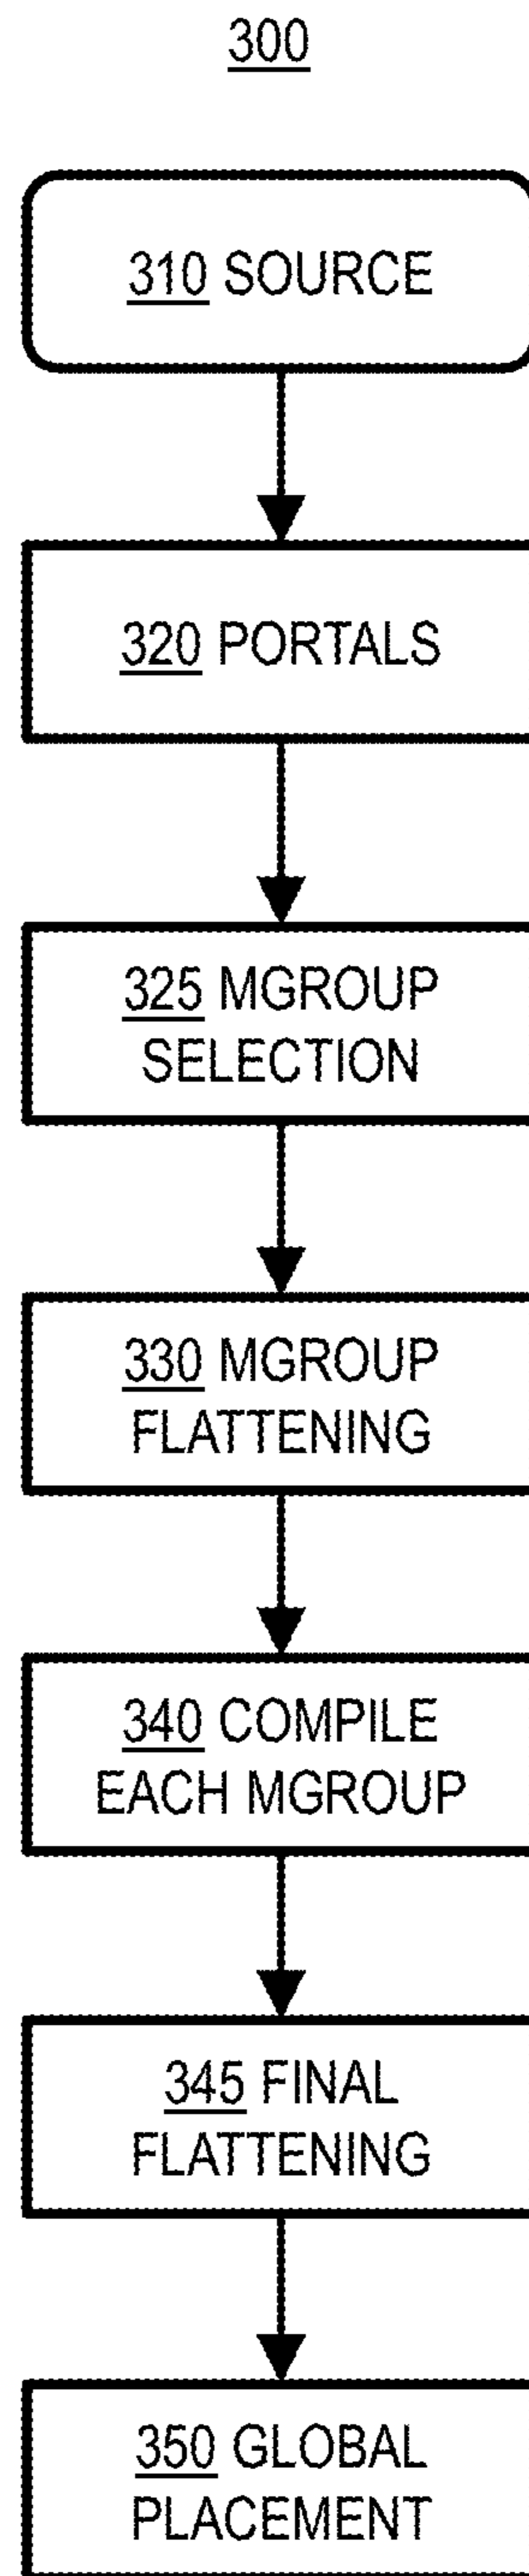 300
310 SOURCE
320 PORTALS
325 MGROUP
SELECTION
330 MGROUP
FLATTENING
340 COMPILE
EACH MGROUP
345 FINAL
FLATTENING
350 GLOBAL
PLACEMENT